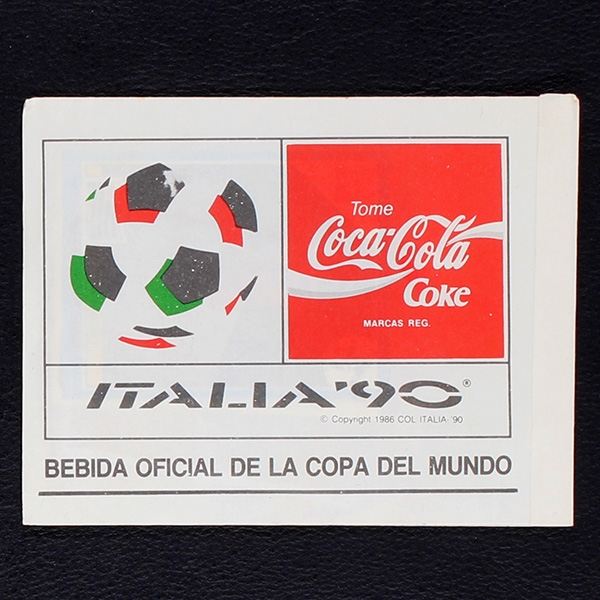 Tome
Coca-Cola
Coke
MARCAS REG.
ITALIA'90®
© Copyright 1986 COL ITALIA '90
BEBIDA OFICIAL DE LA COPA DEL MUNDO